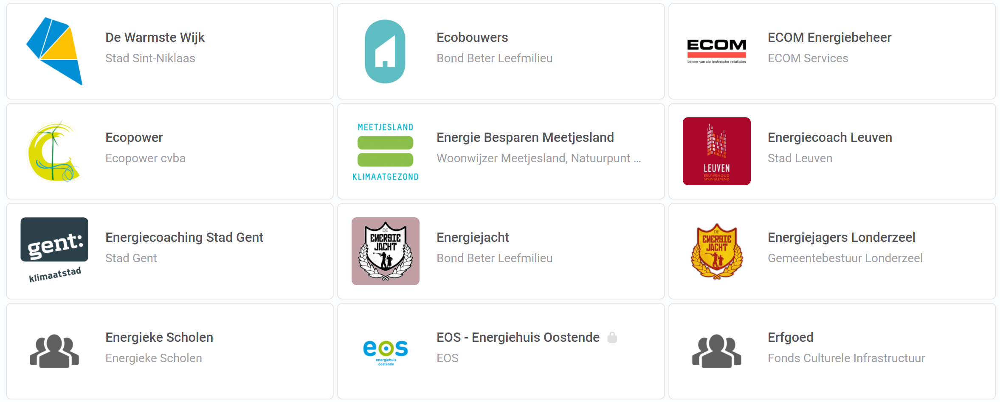 De Warmste Wijk
Stad Sint-Niklaas
Ecobouwers
Bond Beter Leefmilieu
ECOM
beheer van alle technische installaties
ECOM Energiebeheer
ECOM Services
Ecopower
Ecopower cvba
MEETJESLAND
KLIMAATGEZOND
Energie Besparen Meetjesland
Woonwijzer Meetjesland, Natuurpunt ...
LEUVEN
EEUWENOUD
SPRINGLEVEND
Energiecoach Leuven
Stad Leuven
gent:
klimaatstad
Energiecoaching Stad Gent
Stad Gent
DE
ENERGIE
JACHT
Energiejacht
Bond Beter Leefmilieu
DE
ENERGIE
JACHT
Energiejagers Londerzeel
Gemeentebestuur Londerzeel
Energieke Scholen
Energieke Scholen
eos
energiehuis
oostende
EOS - Energiehuis Oostende
EOS
Erfgoed
Fonds Culturele Infrastructuur